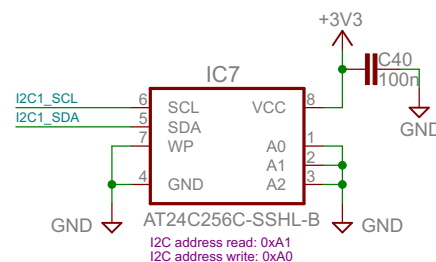 +3V3
C40
100n
GND
IC7
I2C1_SCL
I2C1_SDA
6 SCL VCC 8
5 SDA
7 WP A0 1
A1 2
4 GND A2 3
GND
GND
AT24C256C-SSHL-B
I2C address read: 0xA1
I2C address write: 0xA0